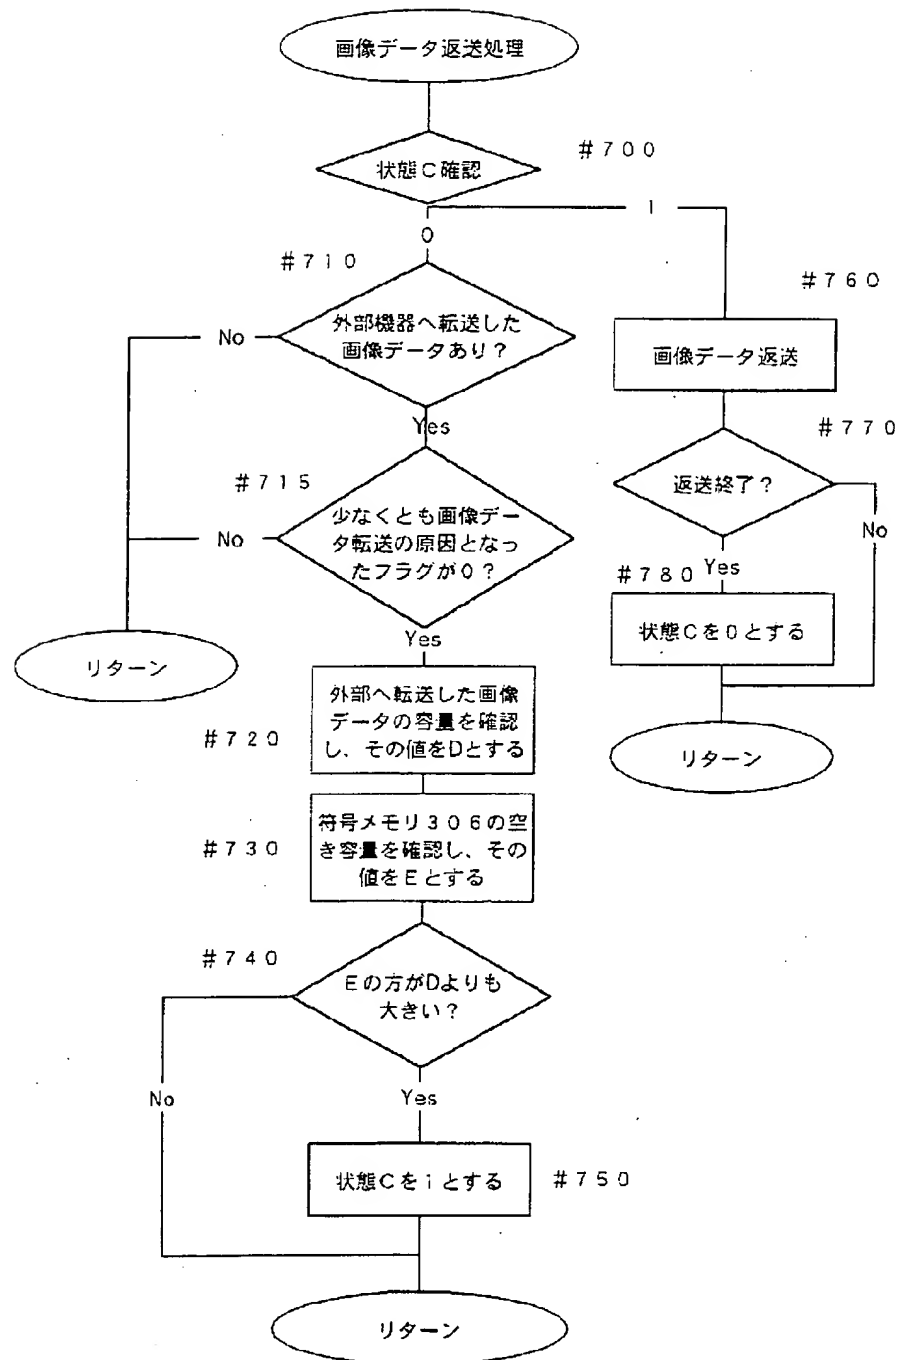 画像データ返送処理
状態C確認
#700
1
0
#710
外部機器へ転送した
画像データあり?
No
Yes
#760
画像データ返送
#770
返送終了?
No
Yes
#780
状態Cを0とする
リターン
#715
少なくとも画像デー
タ転送の原因となっ
たフラグが0?
No
Yes
リターン
外部へ転送した画像
データの容量を確認
し、その値をDとする
#720
符号メモリ306の空
き容量を確認し、その
値をEとする
#730
#740
Eの方がDよりも
大きい?
No
Yes
状態Cを1とする
#750
リターン